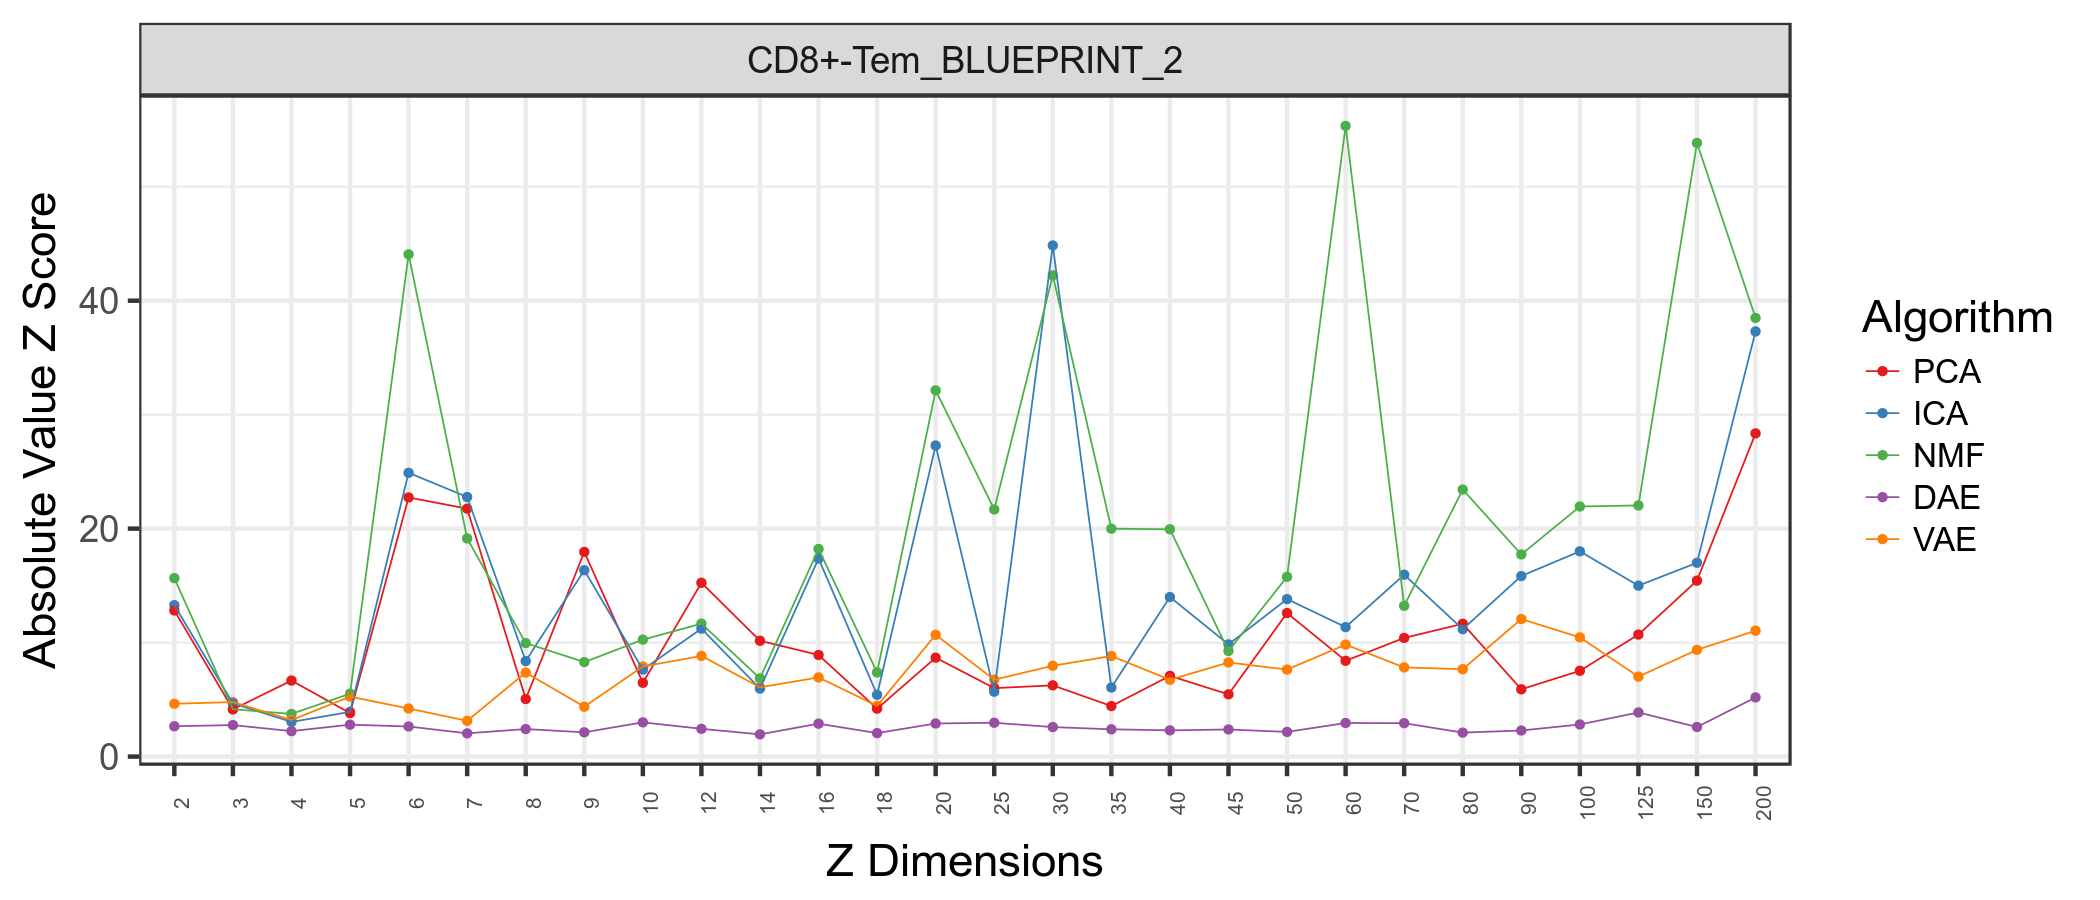 CD8+-Tem_BLUEPRINT_2
Absolute Value Z Score
40
20
0
2 3 4 5 6 7 8 9 10 12 14 16 18 20 25 30 35 40 45 50 60 70 80 90 100 125 150 200
Z Dimensions
Algorithm
PCA
ICA
NMF
DAE
VAE